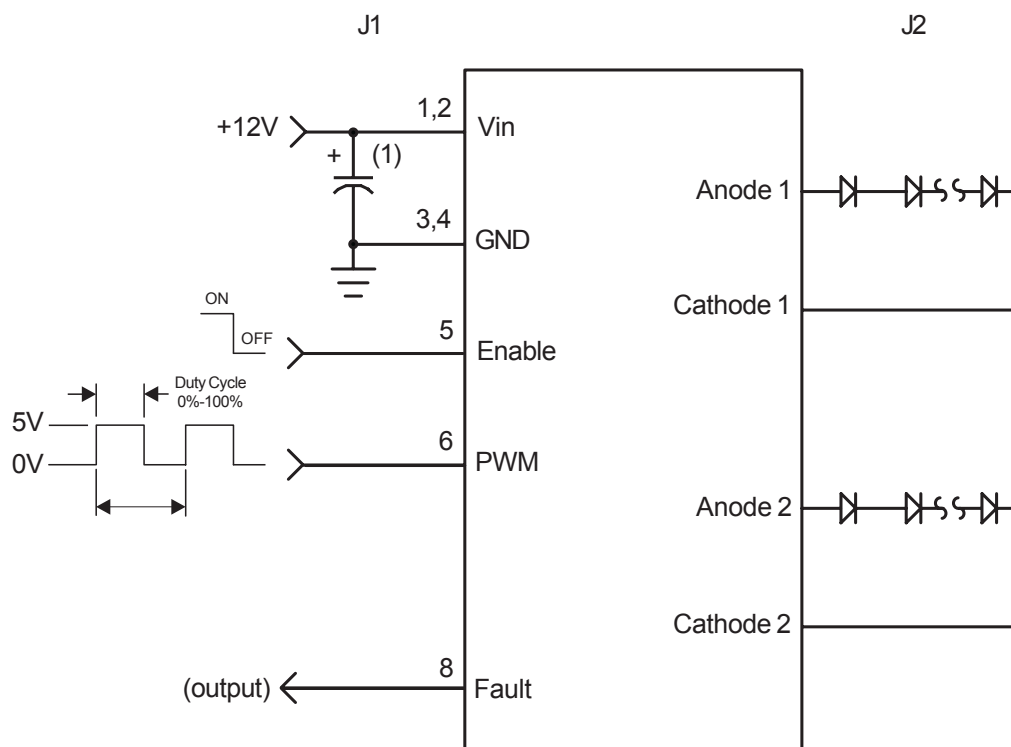 J1
J2
+12V
1,2
Vin
+
(1)
3,4
GND
Anode 1
Cathode 1
ON
OFF
5
Enable
Duty Cycle
0%-100%
5V
0V
6
PWM
Anode 2
Cathode 2
(output)
8
Fault